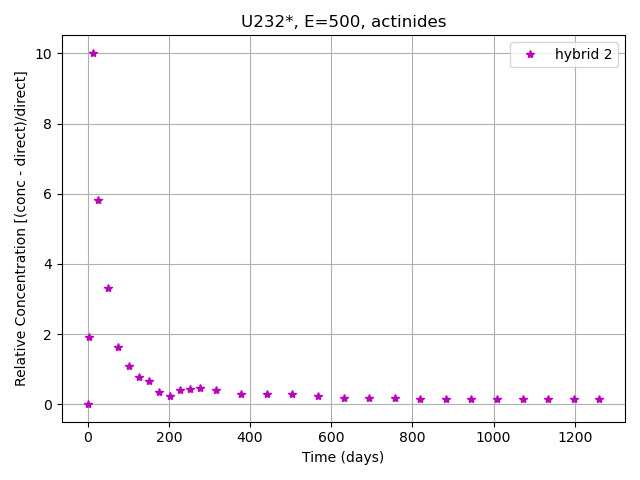 U232*, E=500, actinides
hybrid 2
Relative Concentration [(conc - direct)/direct]
10
8
6
4
2
0
0 200 400 600 800 1000 1200
Time (days)